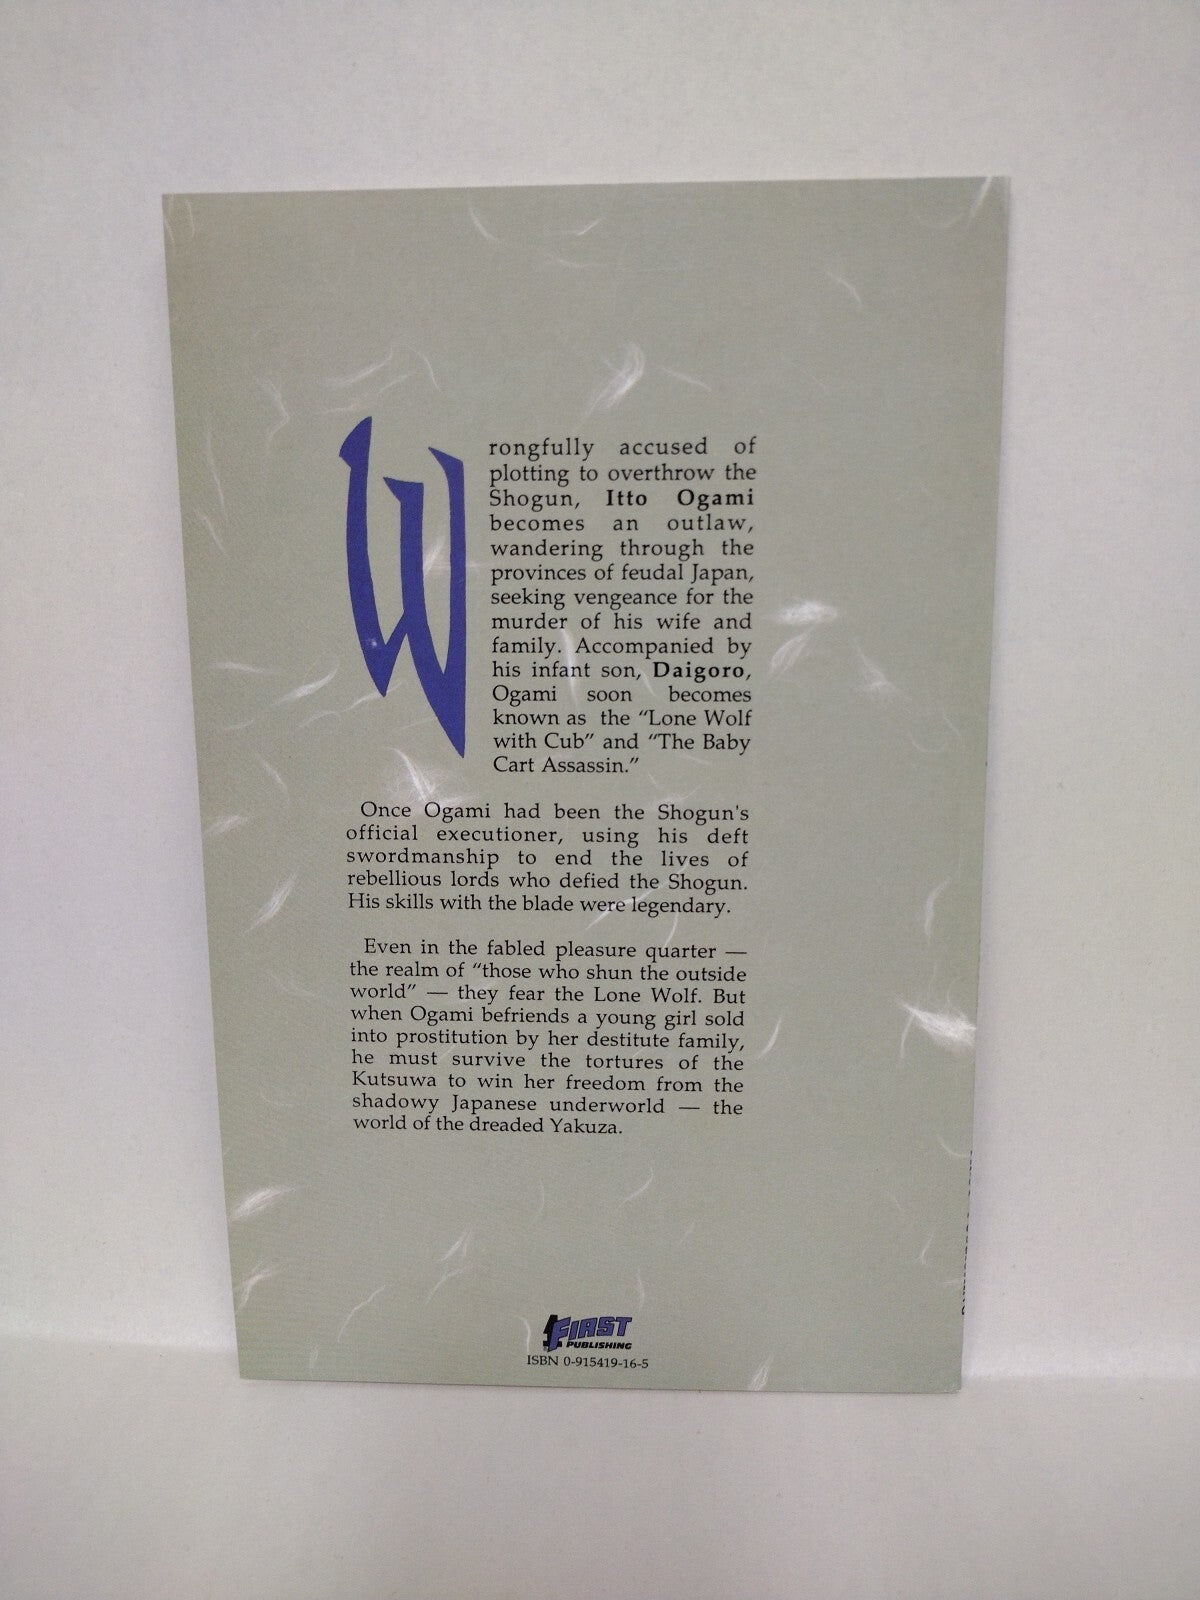 Wrongfully accused of
plotting to overthrow the
Shogun, Itto Ogami
becomes an outlaw,
wandering through the
provinces of feudal Japan,
seeking vengeance for the
murder of his wife and
family. Accompanied by
his infant son, Daigoro,
Ogami soon becomes
known as the "Lone Wolf
with Cub" and "The Baby
Cart Assassin."
Once Ogami had been the Shogun's
official executioner, using his deft
swordmanship to end the lives of
rebellious lords who defied the Shogun.
His skills with the blade were legendary.
Even in the fabled pleasure quarter —
the realm of "those who shun the outside
world" — they fear the Lone Wolf. But
when Ogami befriends a young girl sold
into prostitution by her destitute family,
he must survive the tortures of the
Kutsuwa to win her freedom from the
shadowy Japanese underworld — the
world of the dreaded Yakuza.
FIRST
PUBLISHING
ISBN 0-915419-16-5